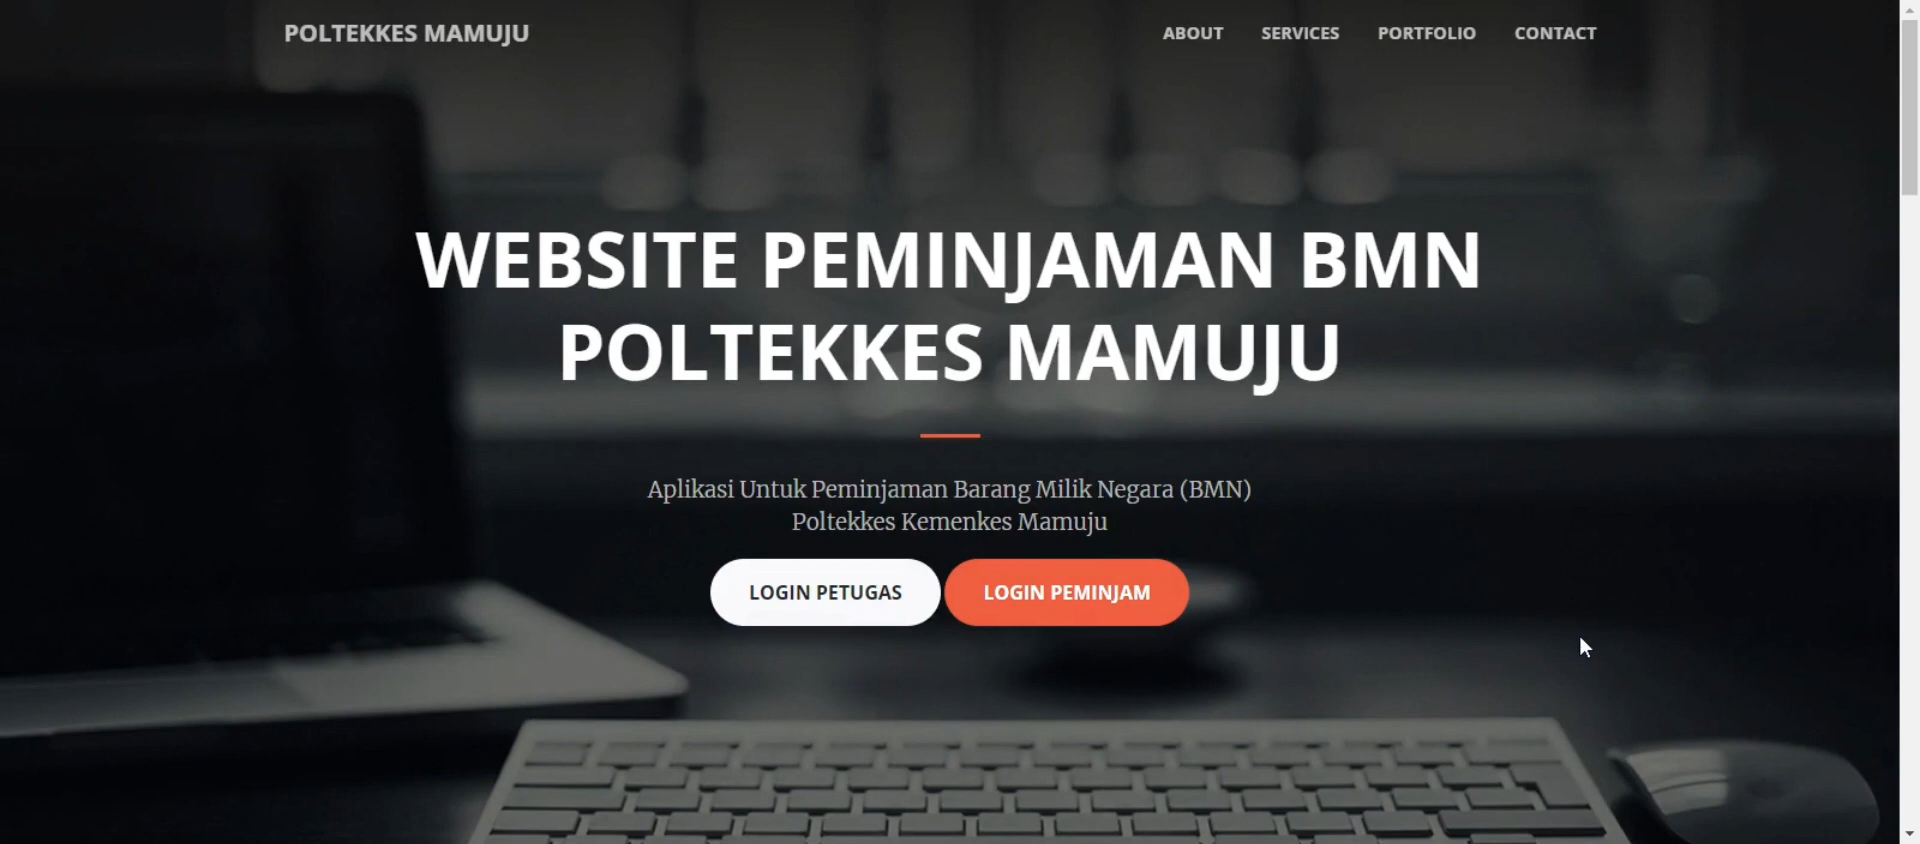 POLTEKKES MAMUJU
ABOUT SERVICES PORTFOLIO CONTACT
WEBSITE PEMINJAMAN BMN
POLTEKKES MAMUJU
Aplikasi Untuk Peminjaman Barang Milik Negara (BMN)
Poltekkes Kemenkes Mamuju
LOGIN PETUGAS LOGIN PEMINJAM